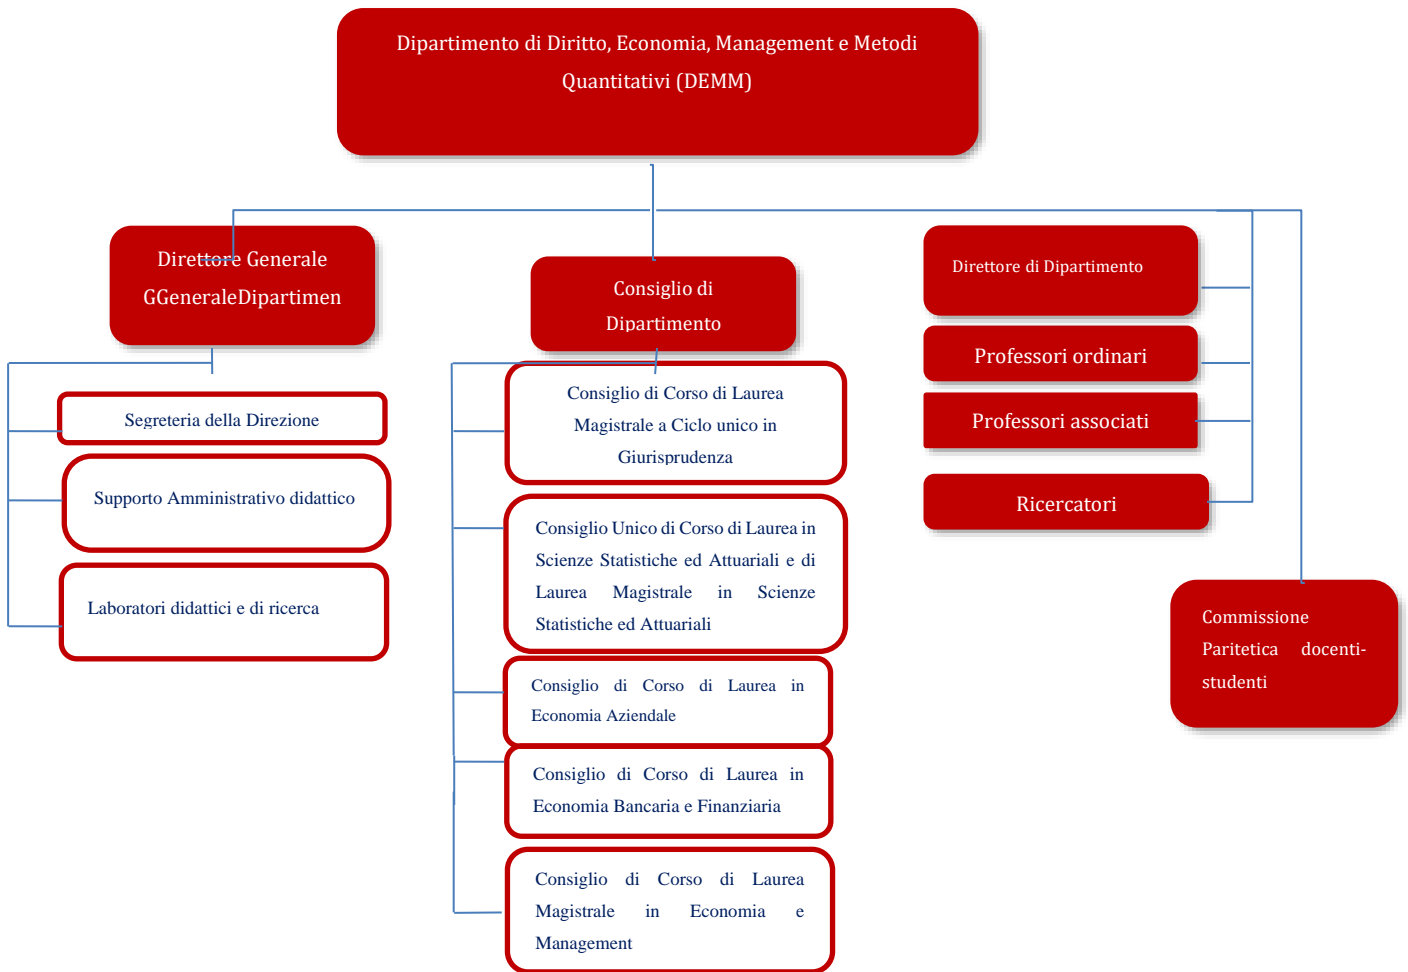 Dipartimento di Diritto, Economia, Management e Metodi
Quantitativi (DEMM)
Direttore Generale
GGeneraleDipartimen
Segreteria della Direzione
Supporto Amministrativo didattico
Laboratori didattici e di ricerca
Consiglio di
Dipartimento
Consiglio di Corso di Laurea
Magistrale a Ciclo unico in
Giurisprudenza
Consiglio Unico di Corso di Laurea in
Scienze Statistiche ed Attuariali e di
Laurea Magistrale in Scienze
Statistiche ed Attuariali
Consiglio di Corso di Laurea in
Economia Aziendale
Consiglio di Corso di Laurea in
Economia Bancaria e Finanziaria
Consiglio di Corso di Laurea
Magistrale in Economia e
Management
Direttore di Dipartimento
Professori ordinari
Professori associati
Ricercatori
Commissione
Paritetica docenti-
studenti